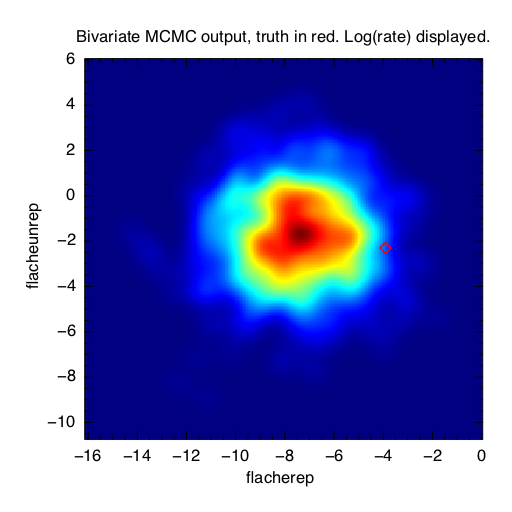 Bivariate MCMC output, truth in red. Log(rate) displayed.
6
4
2
0
−2
−4
−6
−8
−10
flacheunrep
−16 −14 −12 −10 −8 −6 −4 −2 0
flacherep